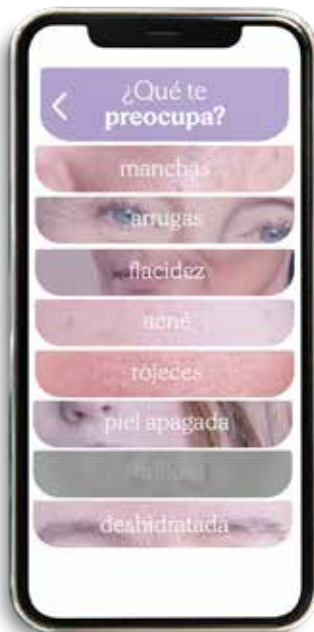 ¿Qué te
preocupa?
manchas
arrugas
flacidez
acné
rojeces
piel apagada
deshidratada